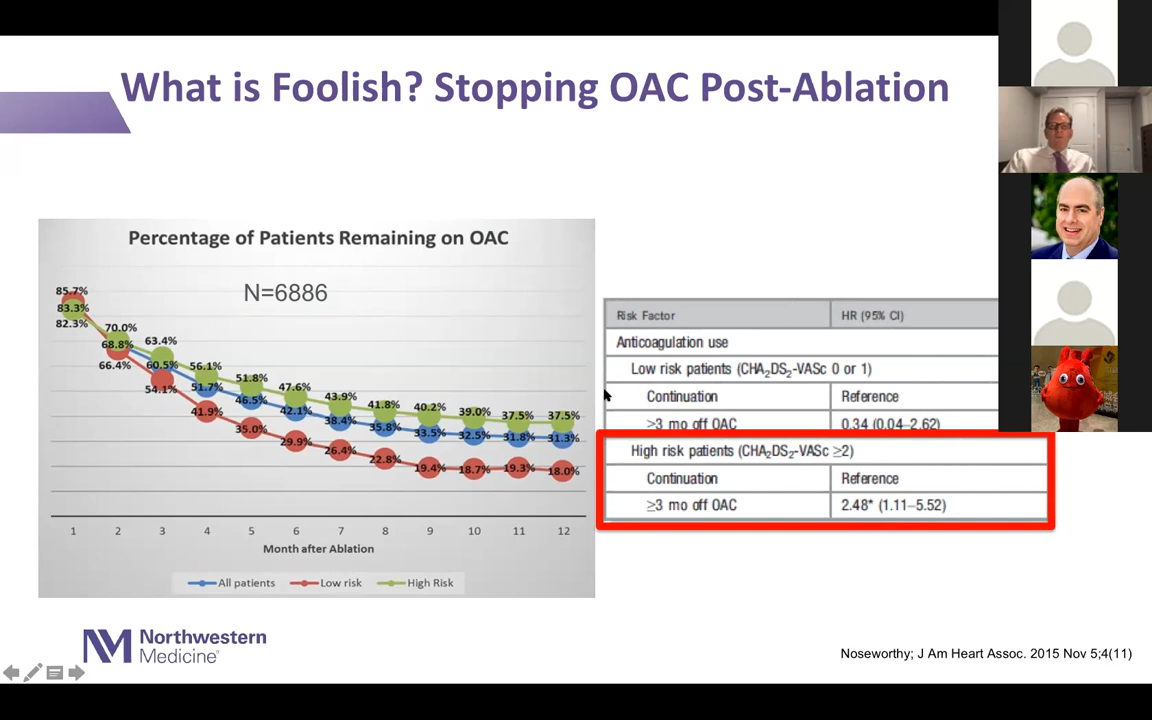 What is Foolish? Stopping OAC Post-Ablation
Percentage of Patients Remaining on OAC
N=6886
85.7%
83.3%
82.3%
70.0%
68.8%
66.4%
63.4%
60.5%
54.1%
56.1%
51.7%
41.9%
51.8%
46.5%
35.0%
47.6%
42.1%
29.9%
43.9%
38.4%
26.4%
41.8%
35.8%
22.8%
40.2%
33.5%
19.4%
39.0%
32.5%
18.7%
37.5%
31.8%
19.3%
37.5%
31.3%
18.0%
1 2 3 4 5 6 7 8 9 10 11 12
Month after Ablation
All patients Low risk High Risk
Risk Factor HR (95% CI)
Anticoagulation use
Low risk patients (CHA₂DS₂-VASc 0 or 1)
Continuation Reference
≥3 mo off OAC 0.34 (0.04–2.62)
High risk patients (CHA₂DS₂-VASc ≥2)
Continuation Reference
≥3 mo off OAC 2.48* (1.11–5.52)
NM Northwestern
Medicine®
Noseworthy; J Am Heart Assoc. 2015 Nov 5;4(11)